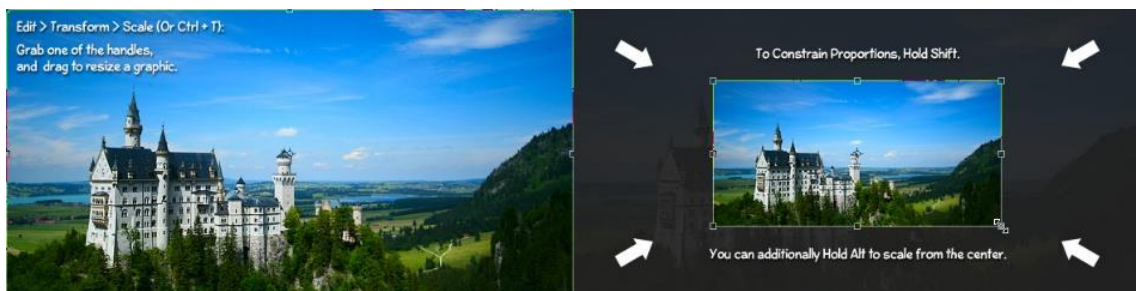 Edit > Transform > Scale (Or Ctrl + T):
Grab one of the handles,
and drag to resize a graphic.
To Constrain Proportions, Hold Shift.
You can additionally Hold Alt to scale from the center.